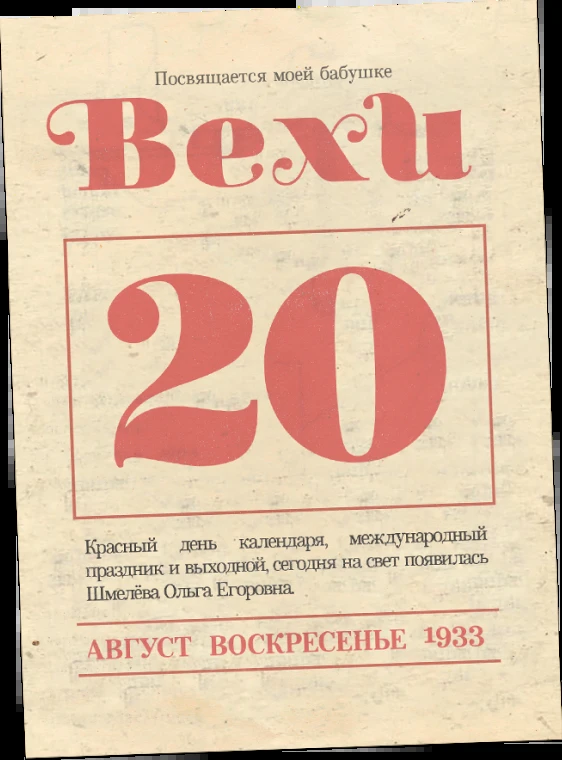 Посвящается моей бабушке
Вехи
20
Красный день календаря, международный
праздник и выходной, сегодня на свет появилась
Шмелёва Ольга Егоровна.
АВГУСТ ВОСКРЕСЕНЬЕ 1933